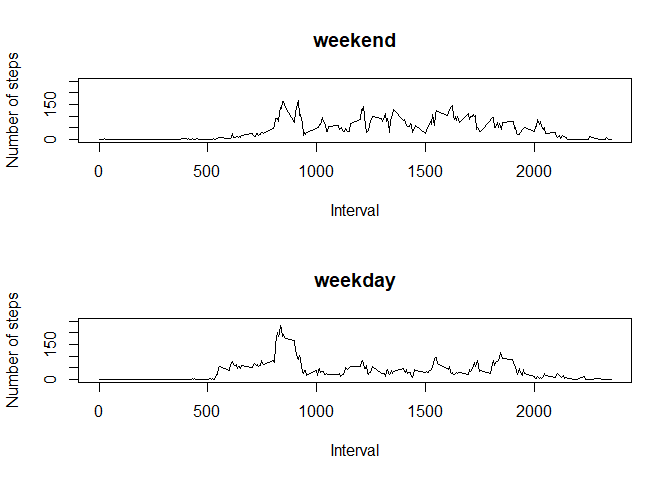 weekend
Number of steps
150
0
0 500 1000 1500 2000
Interval
weekday
Number of steps
150
0
0 500 1000 1500 2000
Interval